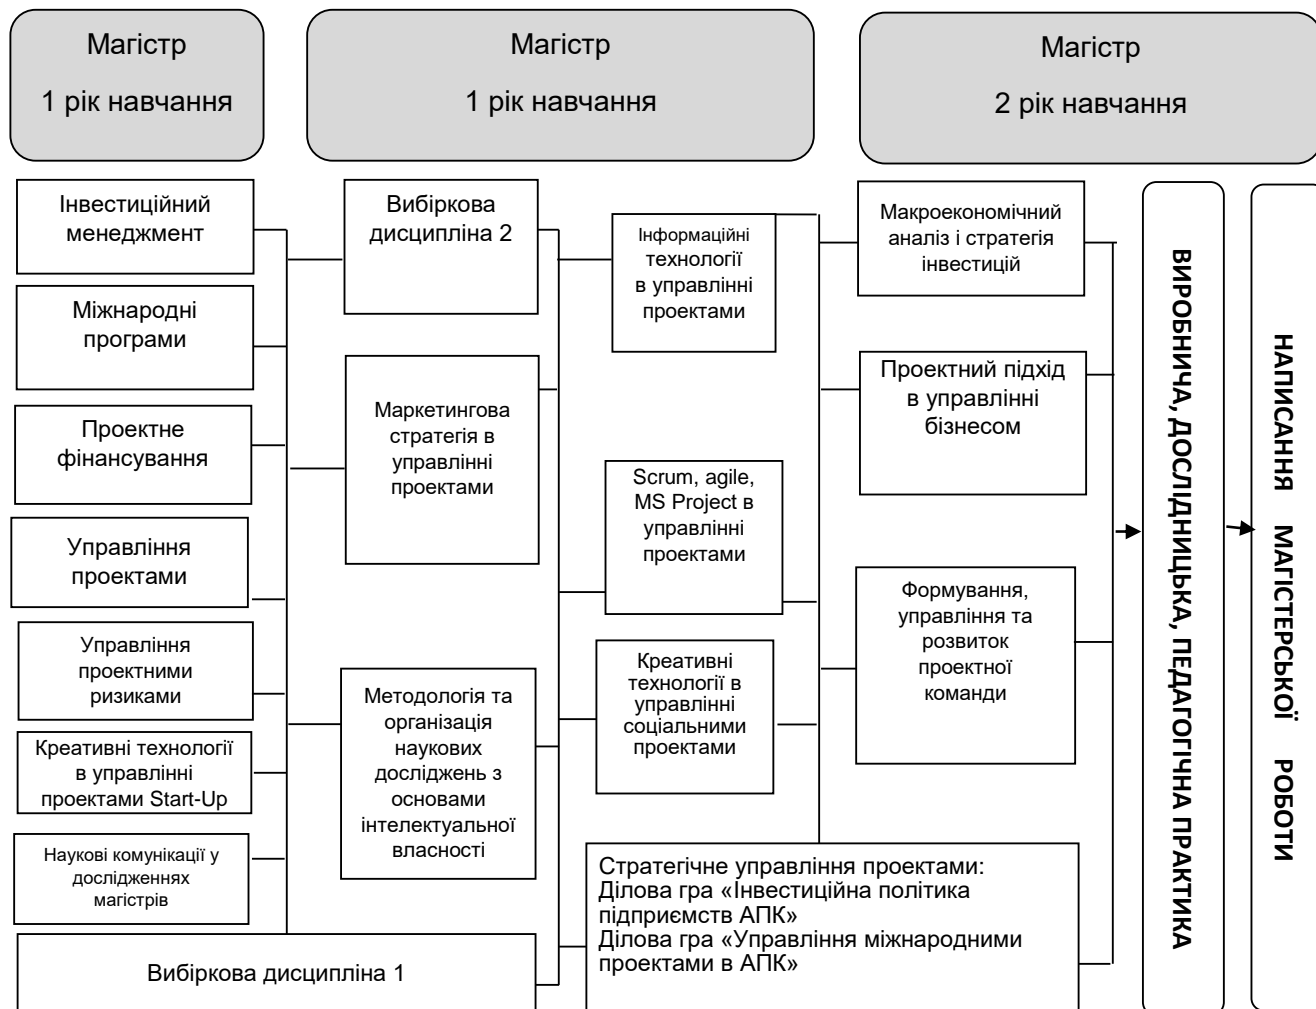 Магістр
1 рік навчання
Магістр
1 рік навчання
Магістр
2 рік навчання
Інвестиційний
менеджмент
Міжнародні
програми
Проектне
фінансування
Управління
проектами
Управління
проектними
ризиками
Креативні технології
в управлінні
проектами Start-Up
Наукові комунікації у
дослідженнях
магістрів
Вибіркова дисципліна 1
Вибіркова
дисципліна 2
Маркетингова
стратегія в
управлінні
проектами
Методологія та
організація
наукових
досліджень з
основами
інтелектуальної
власності
Інформаційні
технології
в управлінні
проектами
Scrum, agile,
MS Project в
управлінні
проектами
Креативні
технології в
управлінні
соціальними
проектами
Стратегічне управління проектами:
Ділова гра «Інвестиційна політика
підприємств АПК»
Ділова гра «Управління міжнародними
проектами в АПК»
Макроекономічний
аналіз і стратегія
інвестицій
Проектний підхід
в управлінні
бізнесом
Формування,
управління та
розвиток
проектної
команди
ВИРОБНИЧА, ДОСЛІДНИЦЬКА, ПЕДАГОГІЧНА ПРАКТИКА
НАПИСАННЯ МАГІСТЕРСЬКОЇ РОБОТИ